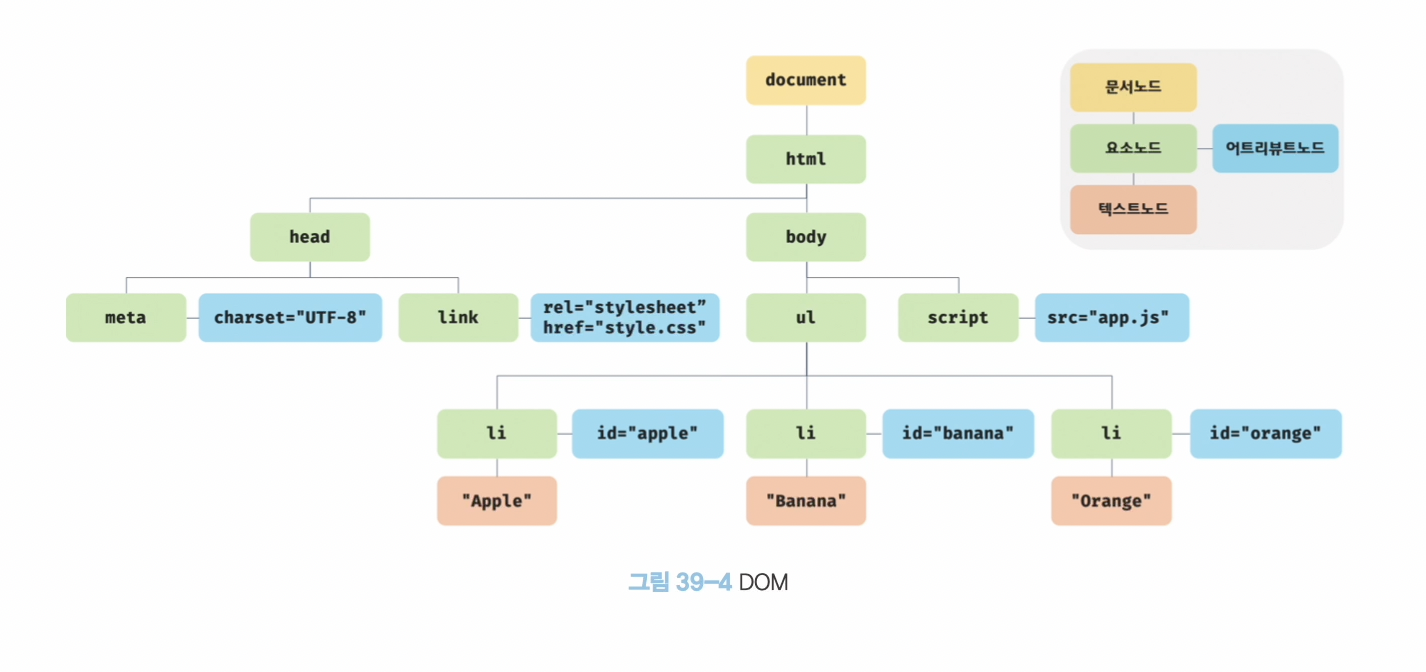 document
문서노드
html
요소노드
어트리뷰트노드
텍스트노드
head
body
meta
charset="UTF-8"
link
rel="stylesheet”
href="style.css"
ul
script
src="app.js"
li
id="apple"
li
id="banana"
li
id="orange"
"Apple"
"Banana"
"Orange"
그림 39–4 DOM